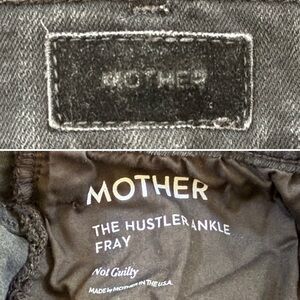 MOTHER
MOTHER
THE HUSTLER ANKLE
FRAY
Not Guilty
MADE by MOTHER IN THE U.S.A.